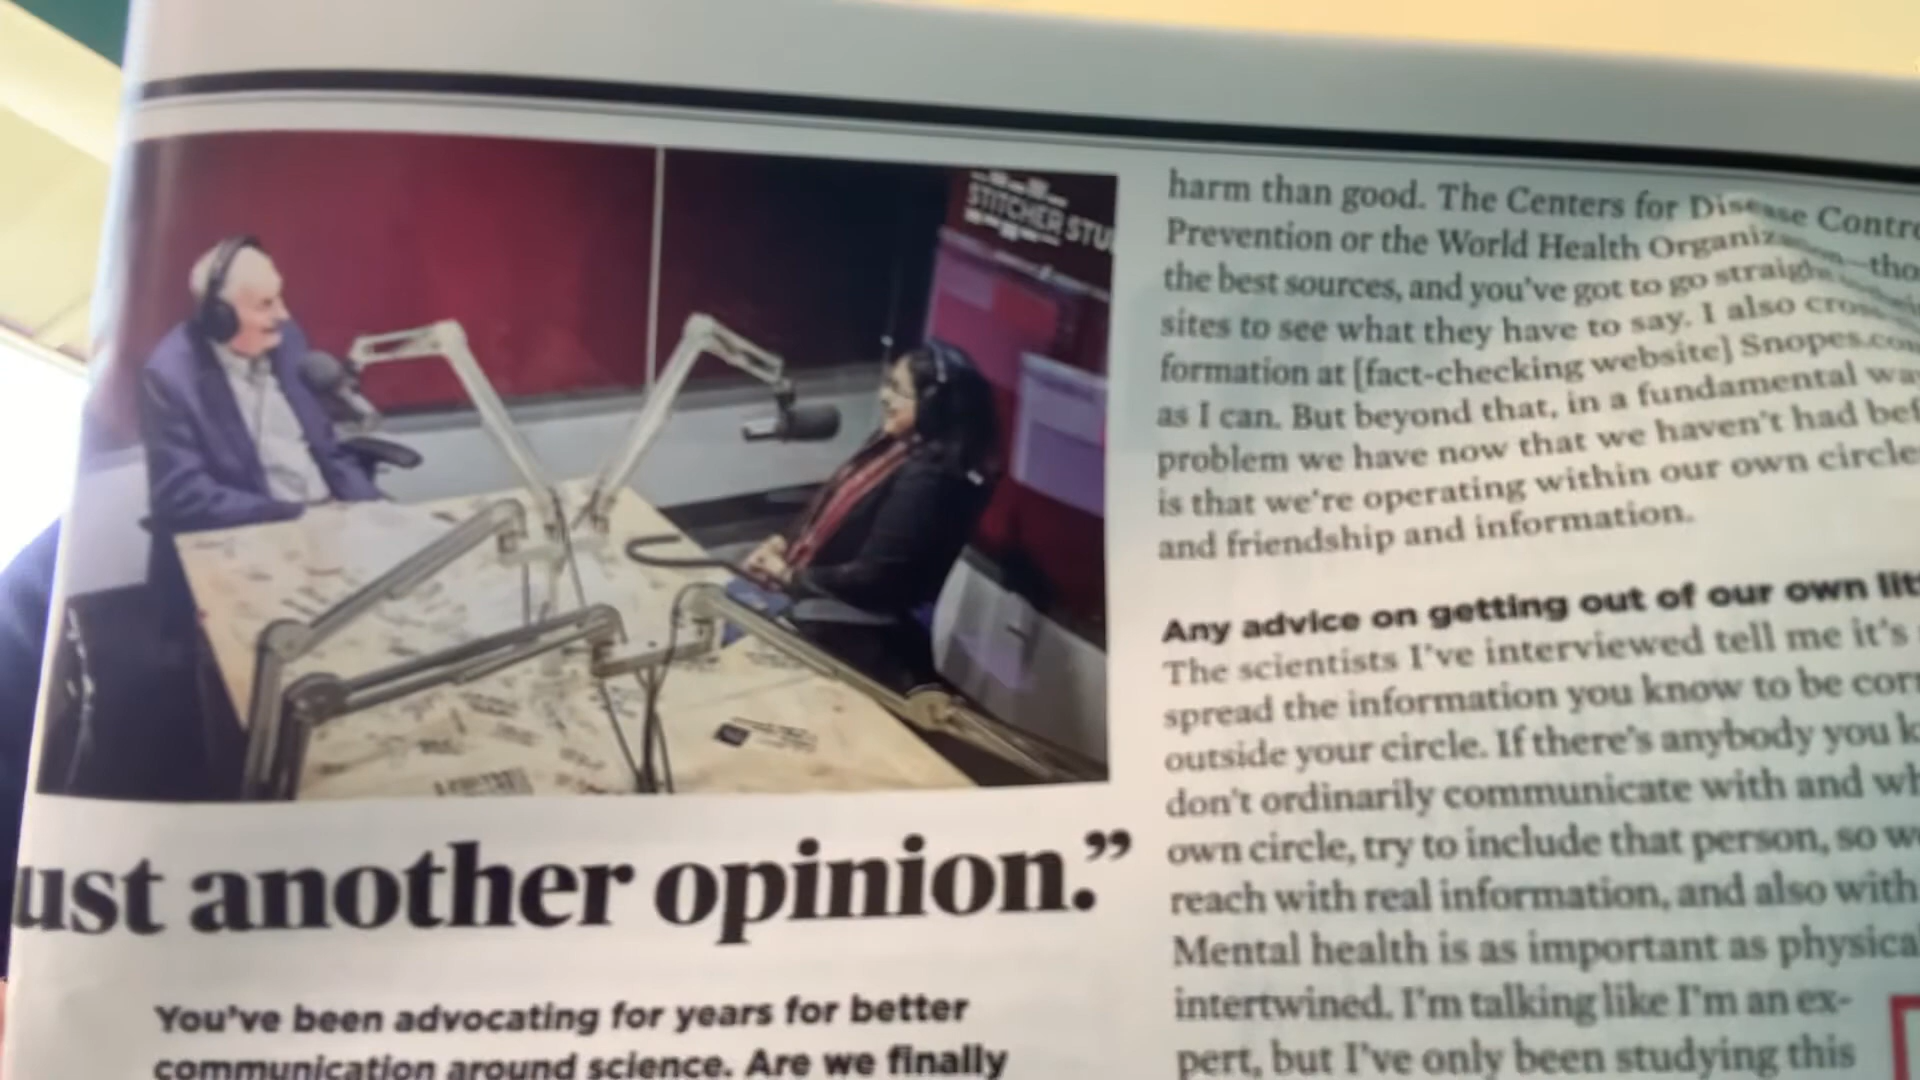 STITCHER STU
ust another opinion.”
You've been advocating for years for better
communication around science. Are we finally
harm than good. The Centers for Disease Contro
Prevention or the World Health Organization—tho
the best sources, and you've got to go straight
sites to see what they have to say. I also
formation at [fact-checking website] Snopes.co
as I can. But beyond that, in a fundamental wa
problem we have now that we haven't had bef
is that we're operating within our own circle
and friendship and information.
Any advice on getting out of our own lit
The scientists I've interviewed tell me it's
spread the information you know to be corr
outside your circle. If there's anybody you k
don't ordinarily communicate with and wh
own circle, try to include that person, so w
reach with real information, and also with
Mental health is as important as physica
intertwined. I'm talking like I'm an ex-
pert, but I've only been studying this